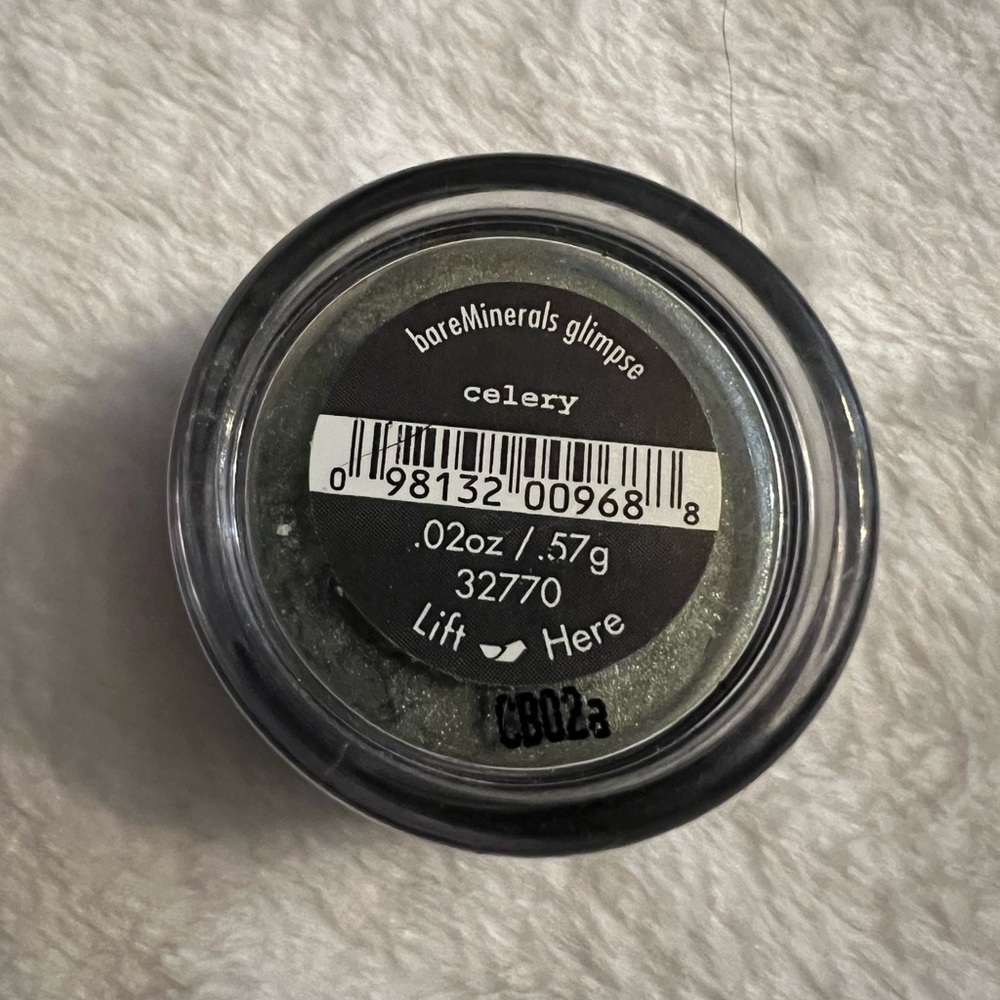 bareMinerals glimpse
celery
0 98132 00968 8
.02oz / .57g
32770
Lift Here
CB02a